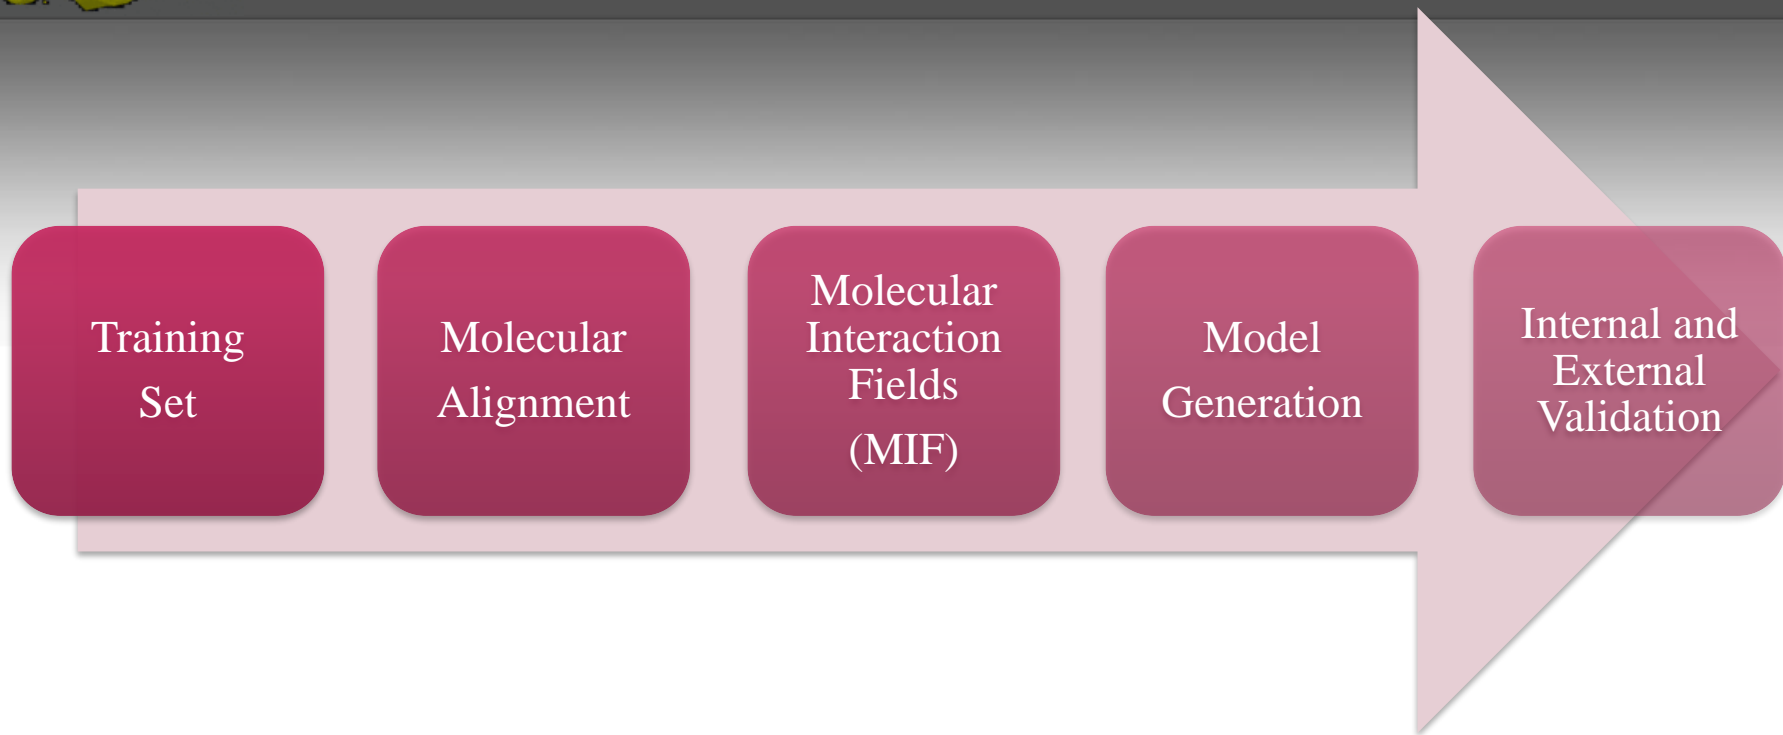 Training
Set
Molecular
Alignment
Molecular
Interaction
Fields
(MIF)
Model
Generation
Internal and
External
Validation